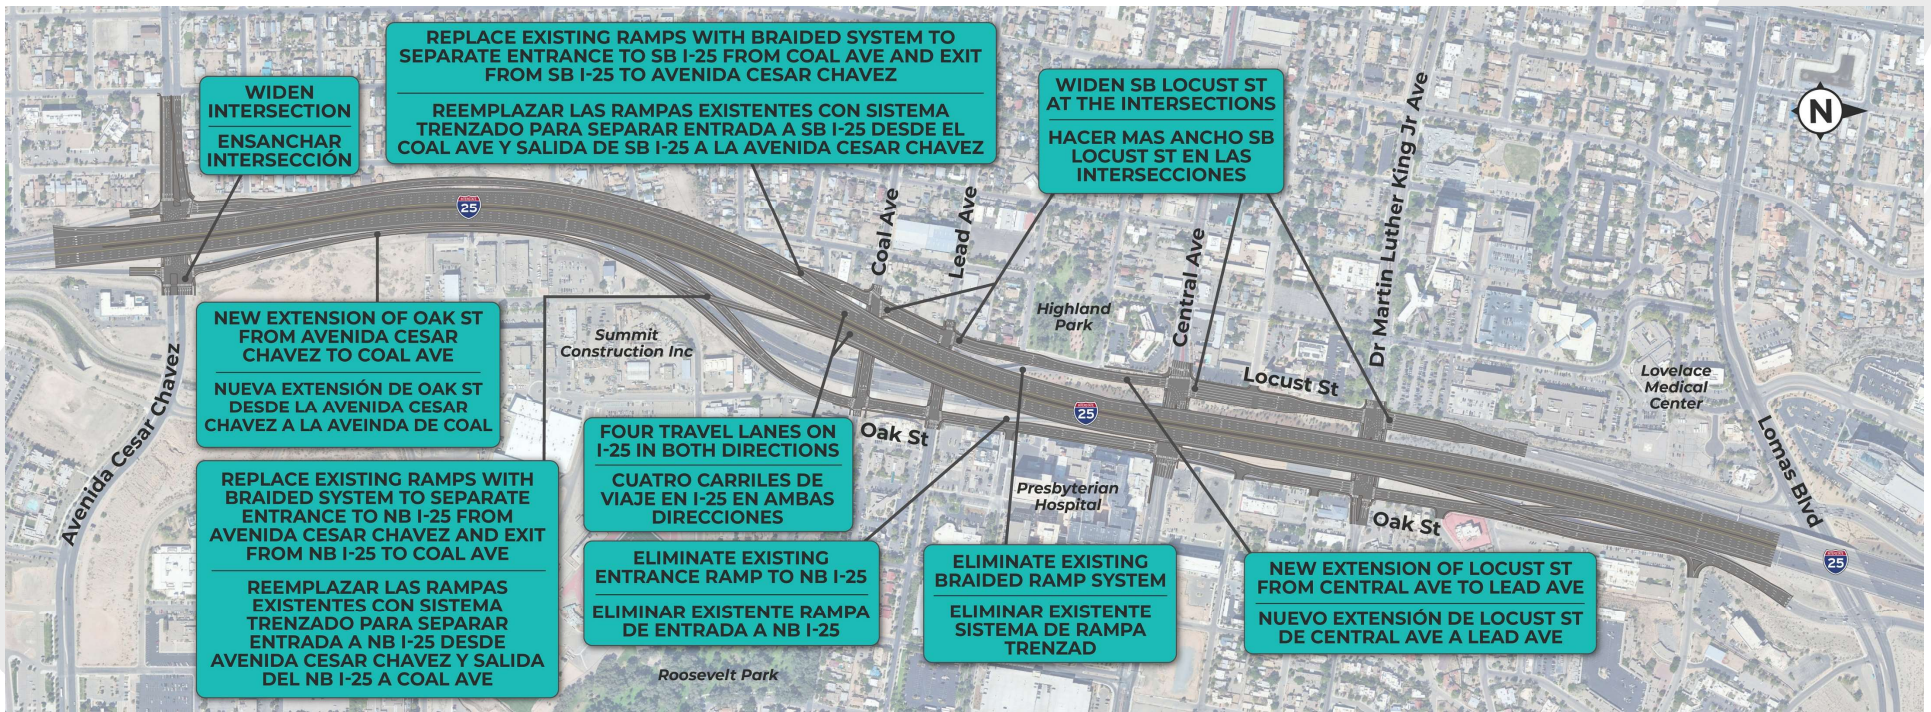 REPLACE EXISTING RAMPS WITH BRAIDED SYSTEM TO
SEPARATE ENTRANCE TO SB I-25 FROM COAL AVE AND EXIT
FROM SB I-25 TO AVENIDA CESAR CHAVEZ
REEMPLAZAR LAS RAMPAS EXISTENTES CON SISTEMA
TRENZADO PARA SEPARAR ENTRADA A SB I-25 DESDE EL
COAL AVE Y SALIDA DE SB I-25 A LA AVENIDA CESAR CHAVEZ
WIDEN
INTERSECTION
ENSANCHAR
INTERSECCIÓN
WIDEN SB LOCUST ST
AT THE INTERSECTIONS
HACER MAS ANCHO SB
LOCUST ST EN LAS
INTERSECCIONES
N
25
Coal Ave
Lead Ave
Central Ave
Dr Martin Luther King Jr Ave
Highland
Park
Summit
Construction Inc
Locust St
Lovelace
Medical
Center
Lomas Blvd
25
Oak St
Presbyterian
Hospital
Oak St
25
Avenida Cesar Chavez
NEW EXTENSION OF OAK ST
FROM AVENIDA CESAR
CHAVEZ TO COAL AVE
NUEVA EXTENSIÓN DE OAK ST
DESDE LA AVENIDA CESAR
CHAVEZ A LA AVEINDA DE COAL
FOUR TRAVEL LANES ON
I-25 IN BOTH DIRECTIONS
CUATRO CARRILES DE
VIAJE EN I-25 EN AMBAS
DIRECCIONES
REPLACE EXISTING RAMPS WITH
BRAIDED SYSTEM TO SEPARATE
ENTRANCE TO NB I-25 FROM
AVENIDA CESAR CHAVEZ AND EXIT
FROM NB I-25 TO COAL AVE
REEMPLAZAR LAS RAMPAS
EXISTENTES CON SISTEMA
TRENZADO PARA SEPARAR
ENTRADA A NB I-25 DESDE
AVENIDA CESAR CHAVEZ Y SALIDA
DEL NB I-25 A COAL AVE
ELIMINATE EXISTING
ENTRANCE RAMP TO NB I-25
ELIMINAR EXISTENTE RAMPA
DE ENTRADA A NB I-25
ELIMINATE EXISTING
BRAIDED RAMP SYSTEM
ELIMINAR EXISTENTE
SISTEMA DE RAMPA
TRENZAD
NEW EXTENSION OF LOCUST ST
FROM CENTRAL AVE TO LEAD AVE
NUEVO EXTENSIÓN DE LOCUST ST
DE CENTRAL AVE A LEAD AVE
Roosevelt Park